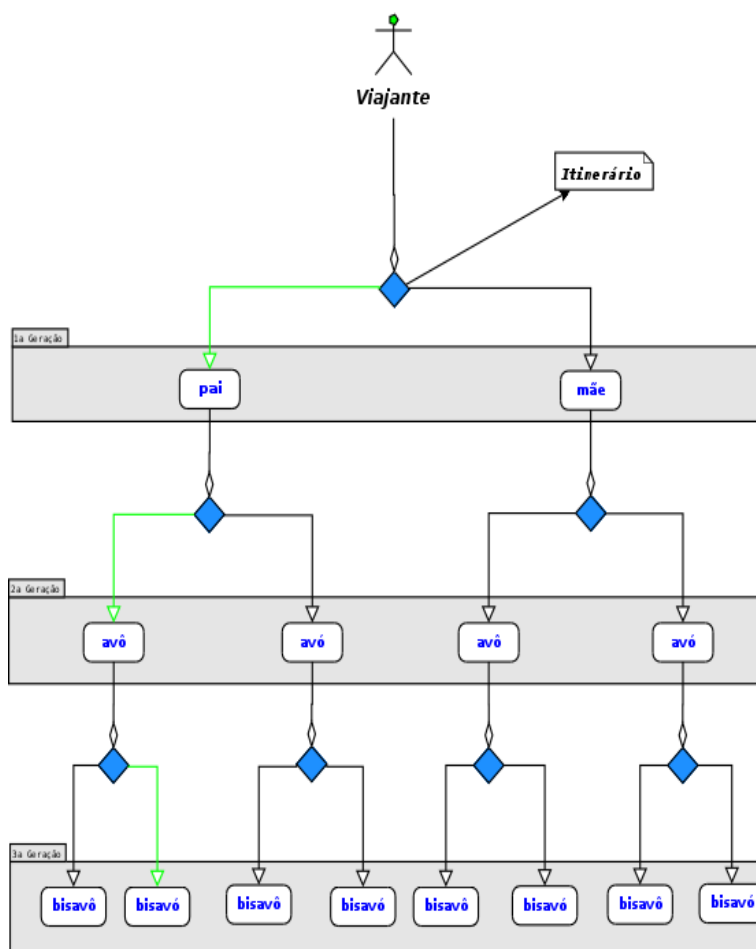 Viajante
Itinerário
1a Geração
pai
mãe
2a Geração
avô
avó
avô
avó
3a Geração
bisavô
bisavó
bisavô
bisavó
bisavô
bisavó
bisavô
bisavó